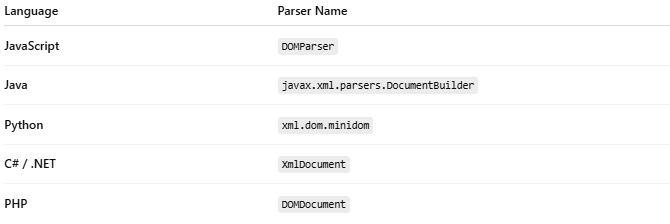 Language Parser Name
JavaScript DOMParser
Java javax.xml.parsers.DocumentBuilder
Python xml.dom.minidom
C# / .NET XmlDocument
PHP DOMDocument